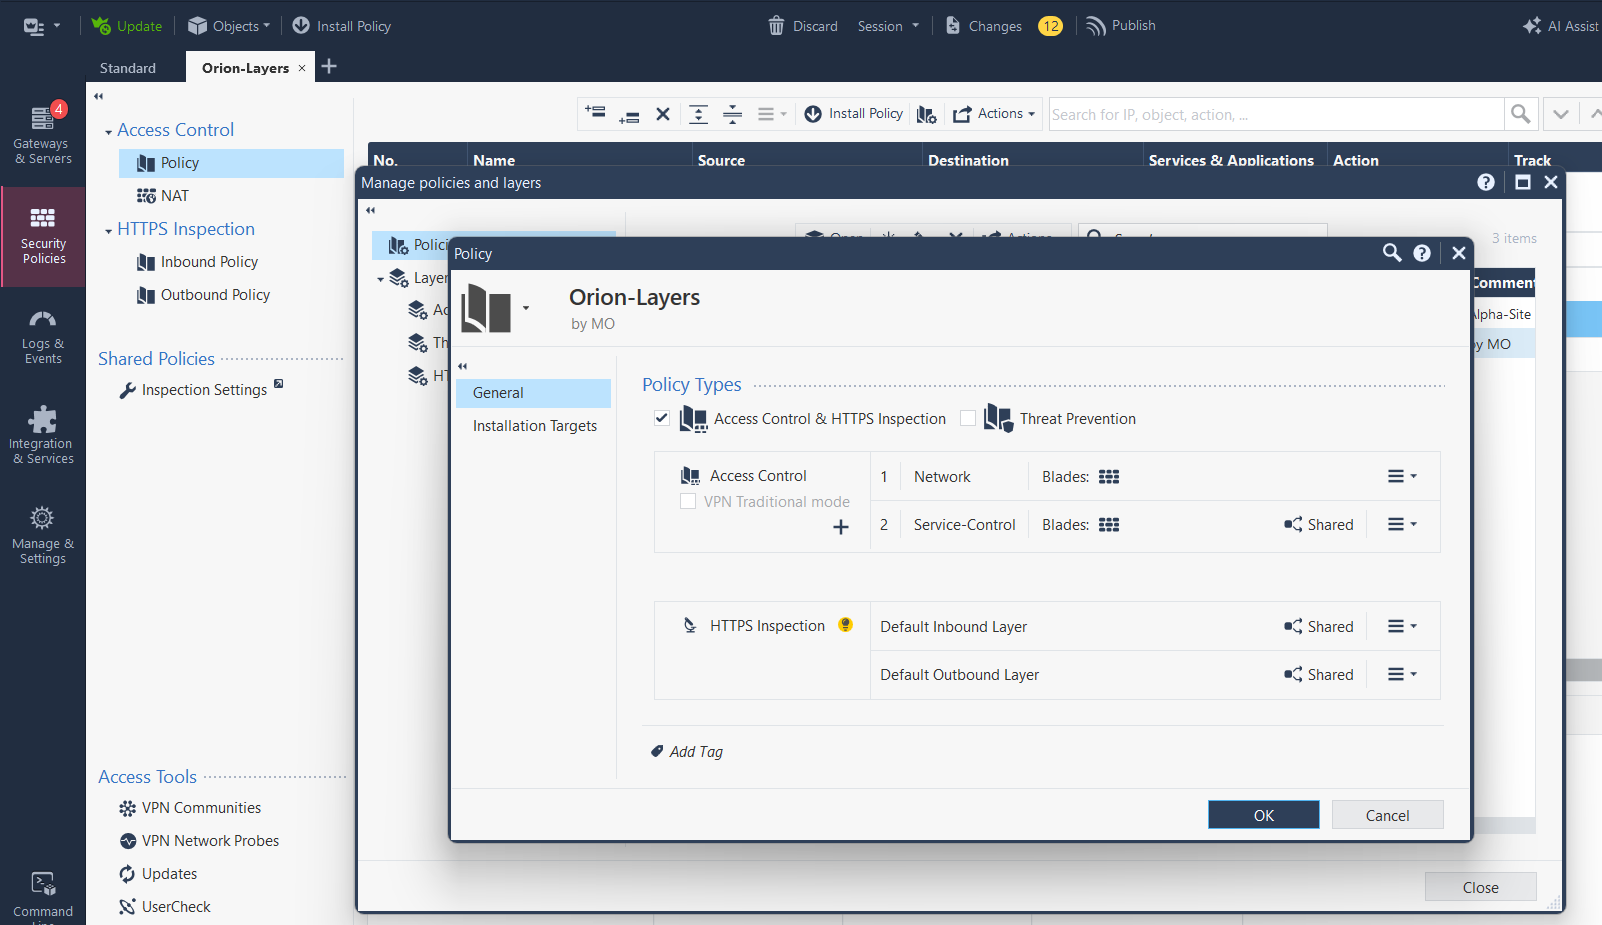 Update
Objects
Install Policy
Discard
Session
Changes
12
Publish
AI Assist
Standard
Orion-Layers
4
Gateways
& Servers
Security
Policies
Logs &
Events
Integration
& Services
Manage &
Settings
Command
Access Control
Policy
NAT
HTTPS Inspection
Inbound Policy
Outbound Policy
Shared Policies
Inspection Settings
Access Tools
VPN Communities
VPN Network Probes
Updates
UserCheck
Install Policy
Actions
Search for IP, object, action, ...
No.
Name
Source
Destination
Services & Applications
Action
Track
Manage policies and layers
3 items
Comment
Alpha-Site
by MO
Policy
Orion-Layers
by MO
General
Installation Targets
Policy Types
Access Control & HTTPS Inspection
Threat Prevention
Access Control
VPN Traditional mode
1 Network Blades:
2 Service-Control Blades: Shared
HTTPS Inspection
Default Inbound Layer Shared
Default Outbound Layer Shared
Add Tag
OK
Cancel
Close